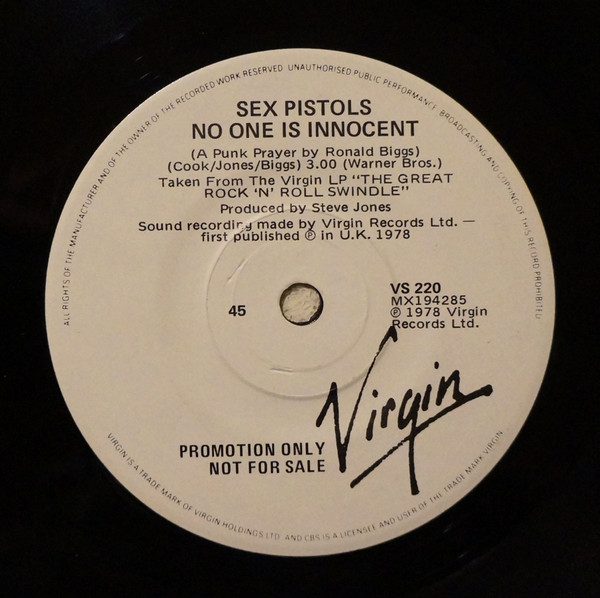 ALL RIGHTS OF THE MANUFACTURER AND OF THE OWNER OF THE RECORDED WORK RESERVED. UNAUTHORISED PUBLIC PERFORMANCE, BROADCASTING AND COPYING OF THIS RECORD PROHIBITED
SEX PISTOLS
NO ONE IS INNOCENT
(A Punk Prayer by Ronald Biggs)
(Cook/Jones/Biggs) 3.00 (Warner Bros.)
Taken From The Virgin LP "THE GREAT
ROCK 'N' ROLL SWINDLE"
Produced by Steve Jones
Sound recording made by Virgin Records Ltd. —
first published ℗ in U.K. 1978
45
VS 220
MX194285
℗ 1978 Virgin
Records Ltd.
Virgin
PROMOTION ONLY
NOT FOR SALE
VIRGIN IS A TRADE MARK OF VIRGIN HOLDINGS LTD. AND CBS IS A LICENSEE AND USER OF THE TRADE MARK VIRGIN